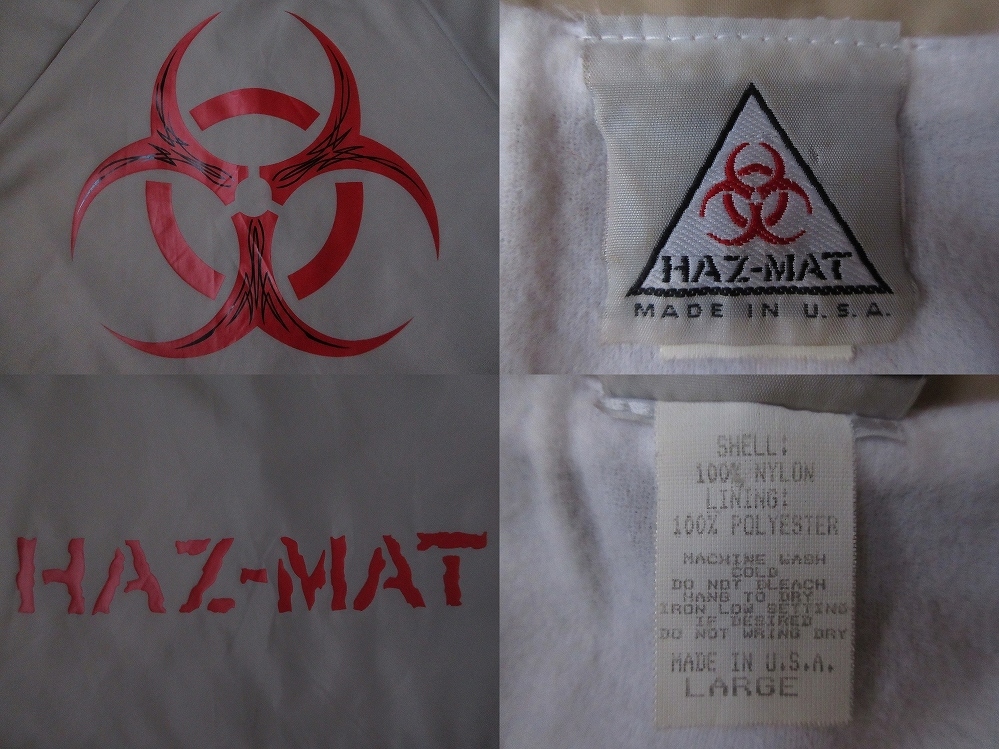 HAZ-MAT
MADE IN U.S.A.
HAZ-MAT
SHELL:
100% NYLON
LINING:
100% POLYESTER
MACHINE WASH
COLD
DO NOT BLEACH
HANG TO DRY
IRON LOW SETTING
IF DESIRED
DO NOT WRING DRY
MADE IN U.S.A.
LARGE